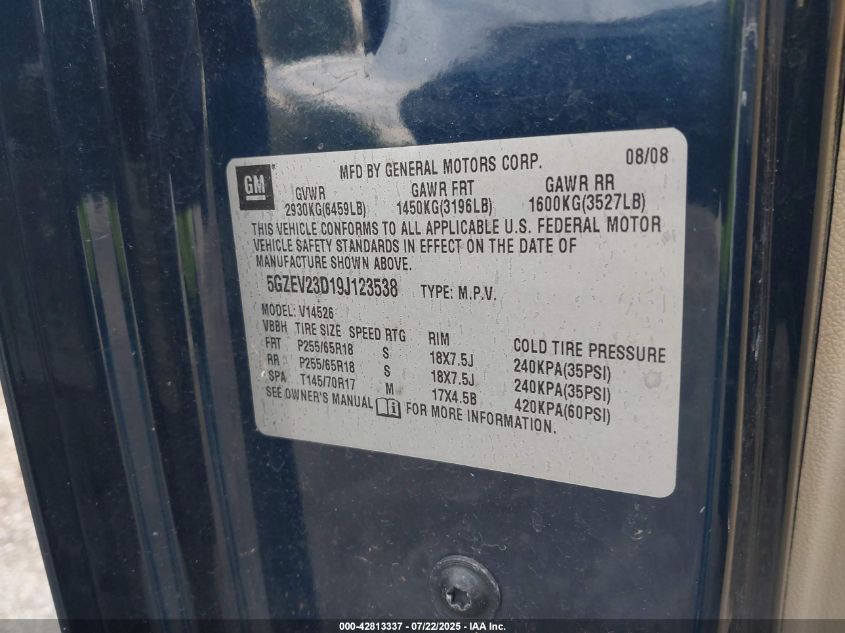 GM
MFD BY GENERAL MOTORS CORP. 08/08
GVWR GAWR FRT GAWR RR
2930KG(6459LB) 1450KG(3196LB) 1600KG(3527LB)
THIS VEHICLE CONFORMS TO ALL APPLICABLE U.S. FEDERAL MOTOR
VEHICLE SAFETY STANDARDS IN EFFECT ON THE DATE OF
MANUFACTURE SHOWN ABOVE.
5GZEV23D19J123538 TYPE: M.P.V.
MODEL: V14526
VBBH TIRE SIZE SPEED RTG RIM COLD TIRE PRESSURE
FRT P255/65R18 S 18X7.5J 240KPA(35PSI)
RR P255/65R18 S 18X7.5J 240KPA(35PSI)
SPA T145/70R17 M 17X4.5B 420KPA(60PSI)
SEE OWNER'S MANUAL i FOR MORE INFORMATION.
000-42813337 - 07/22/2025 - IAA Inc.